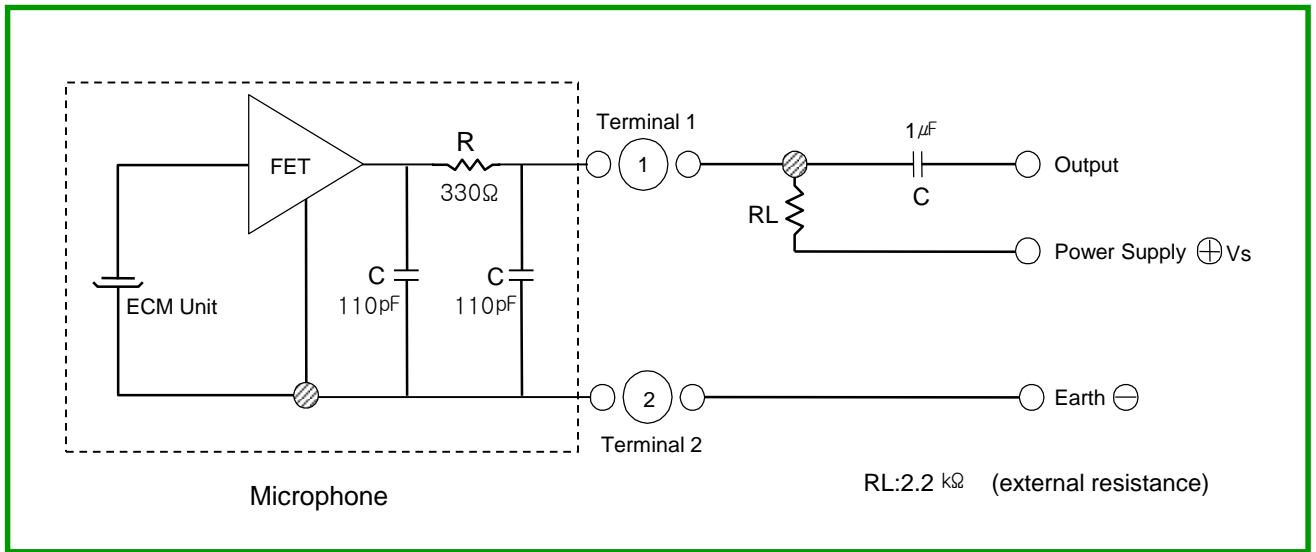 Terminal 1
1㎌
R
FET
1
Output
330Ω
C
RL
Power Supply ⊕Vs
C
C
ECM Unit
110pF
110pF
2
Earth ⊖
Terminal 2
RL:2.2 ㏀ (external resistance)
Microphone